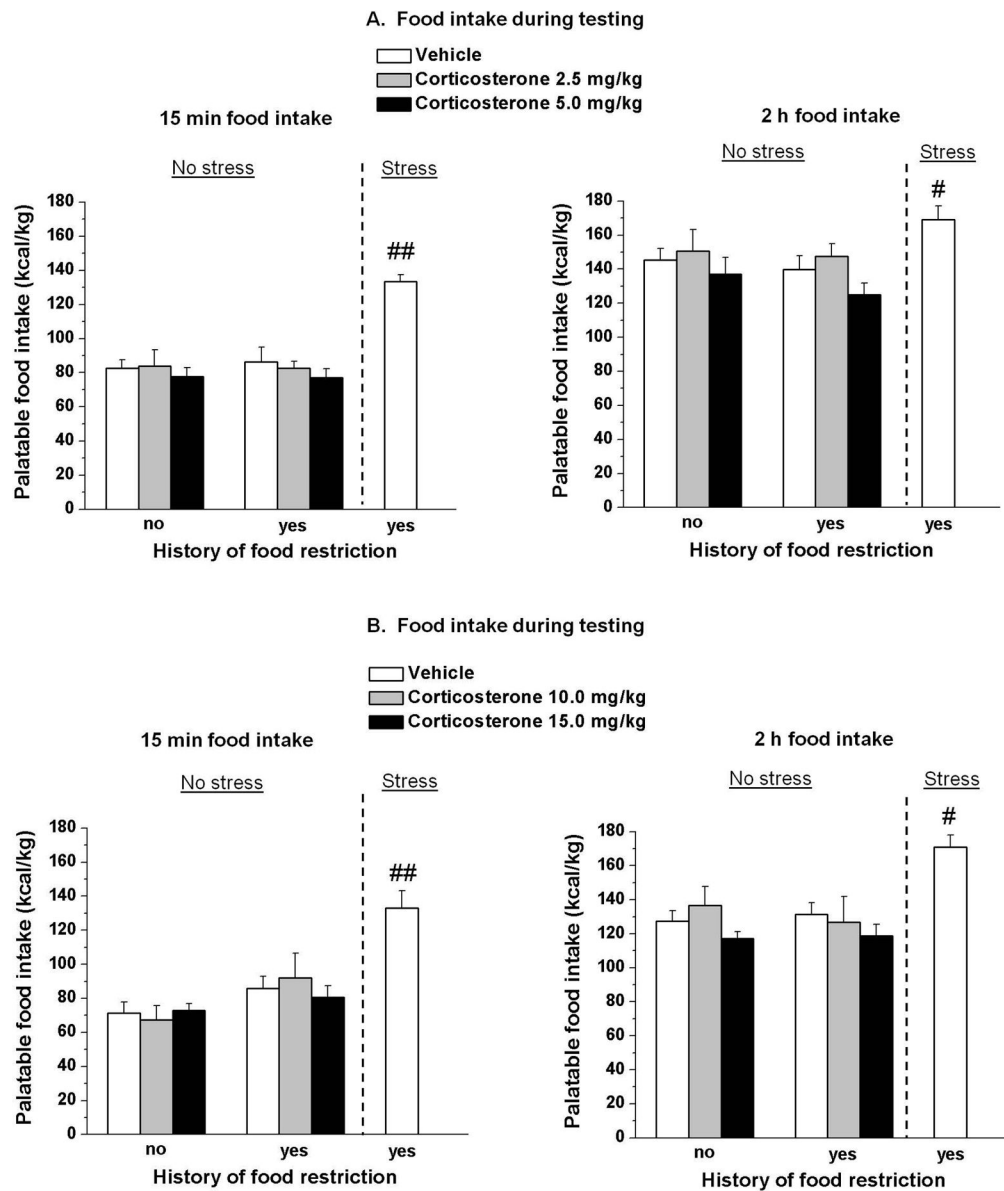 A. Food intake during testing
Vehicle
Corticosterone 2.5 mg/kg
Corticosterone 5.0 mg/kg
15 min food intake
No stress
Stress
##
180
160
140
120
100
80
60
40
20
0
Palatable food intake (kcal/kg)
no
yes
yes
History of food restriction
2 h food intake
No stress
Stress
#
180
160
140
120
100
80
60
40
20
0
Palatable food intake (kcal/kg)
no
yes
yes
History of food restriction
B. Food intake during testing
Vehicle
Corticosterone 10.0 mg/kg
Corticosterone 15.0 mg/kg
15 min food intake
No stress
Stress
##
180
160
140
120
100
80
60
40
20
0
Palatable food intake (kcal/kg)
no
yes
yes
History of food restriction
2 h food intake
No stress
Stress
#
180
160
140
120
100
80
60
40
20
0
Palatable food intake (kcal/kg)
no
yes
yes
History of food restriction